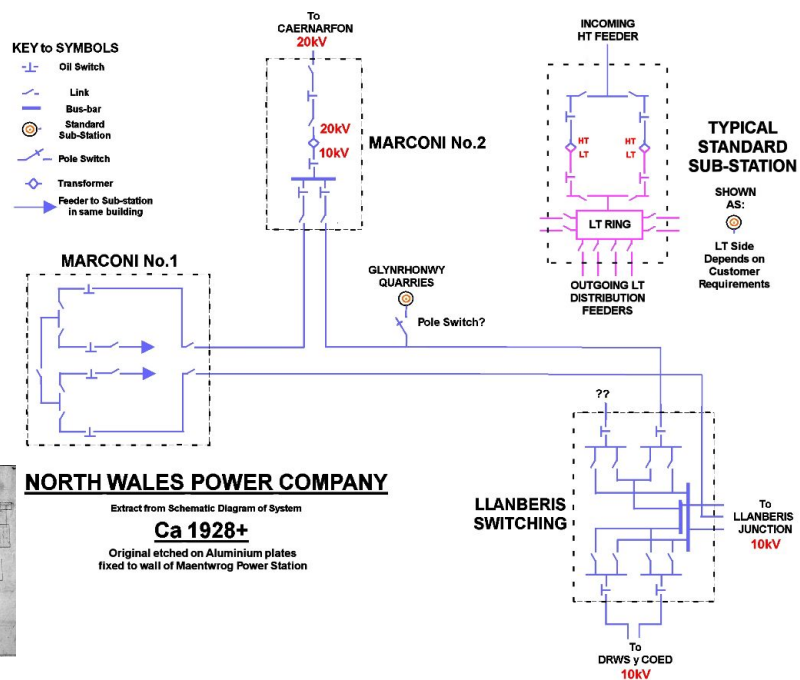 To
CAERNARFON
20kV
INCOMING
HT FEEDER
KEY to SYMBOLS
Oil Switch
Link
Bus-bar
Standard
Sub-Station
Pole Switch
Transformer
Feeder to Sub-station
in same building
20kV
10kV
MARCONI No.2
HT
LT
HT
LT
LT RING
OUTGOING LT
DISTRIBUTION
FEEDERS
TYPICAL
STANDARD
SUB-STATION
SHOWN
AS:
LT Side
Depends on
Customer
Requirements
MARCONI No.1
GLYNRHONWY
QUARRIES
Pole Switch?
??
LLANBERIS
SWITCHING
To
LLANBERIS
JUNCTION
10kV
NORTH WALES POWER COMPANY
Extract from Schematic Diagram of System
Ca 1928+
Original etched on Aluminium plates
fixed to wall of Maentwrog Power Station
To
DRWS y COED
10kV